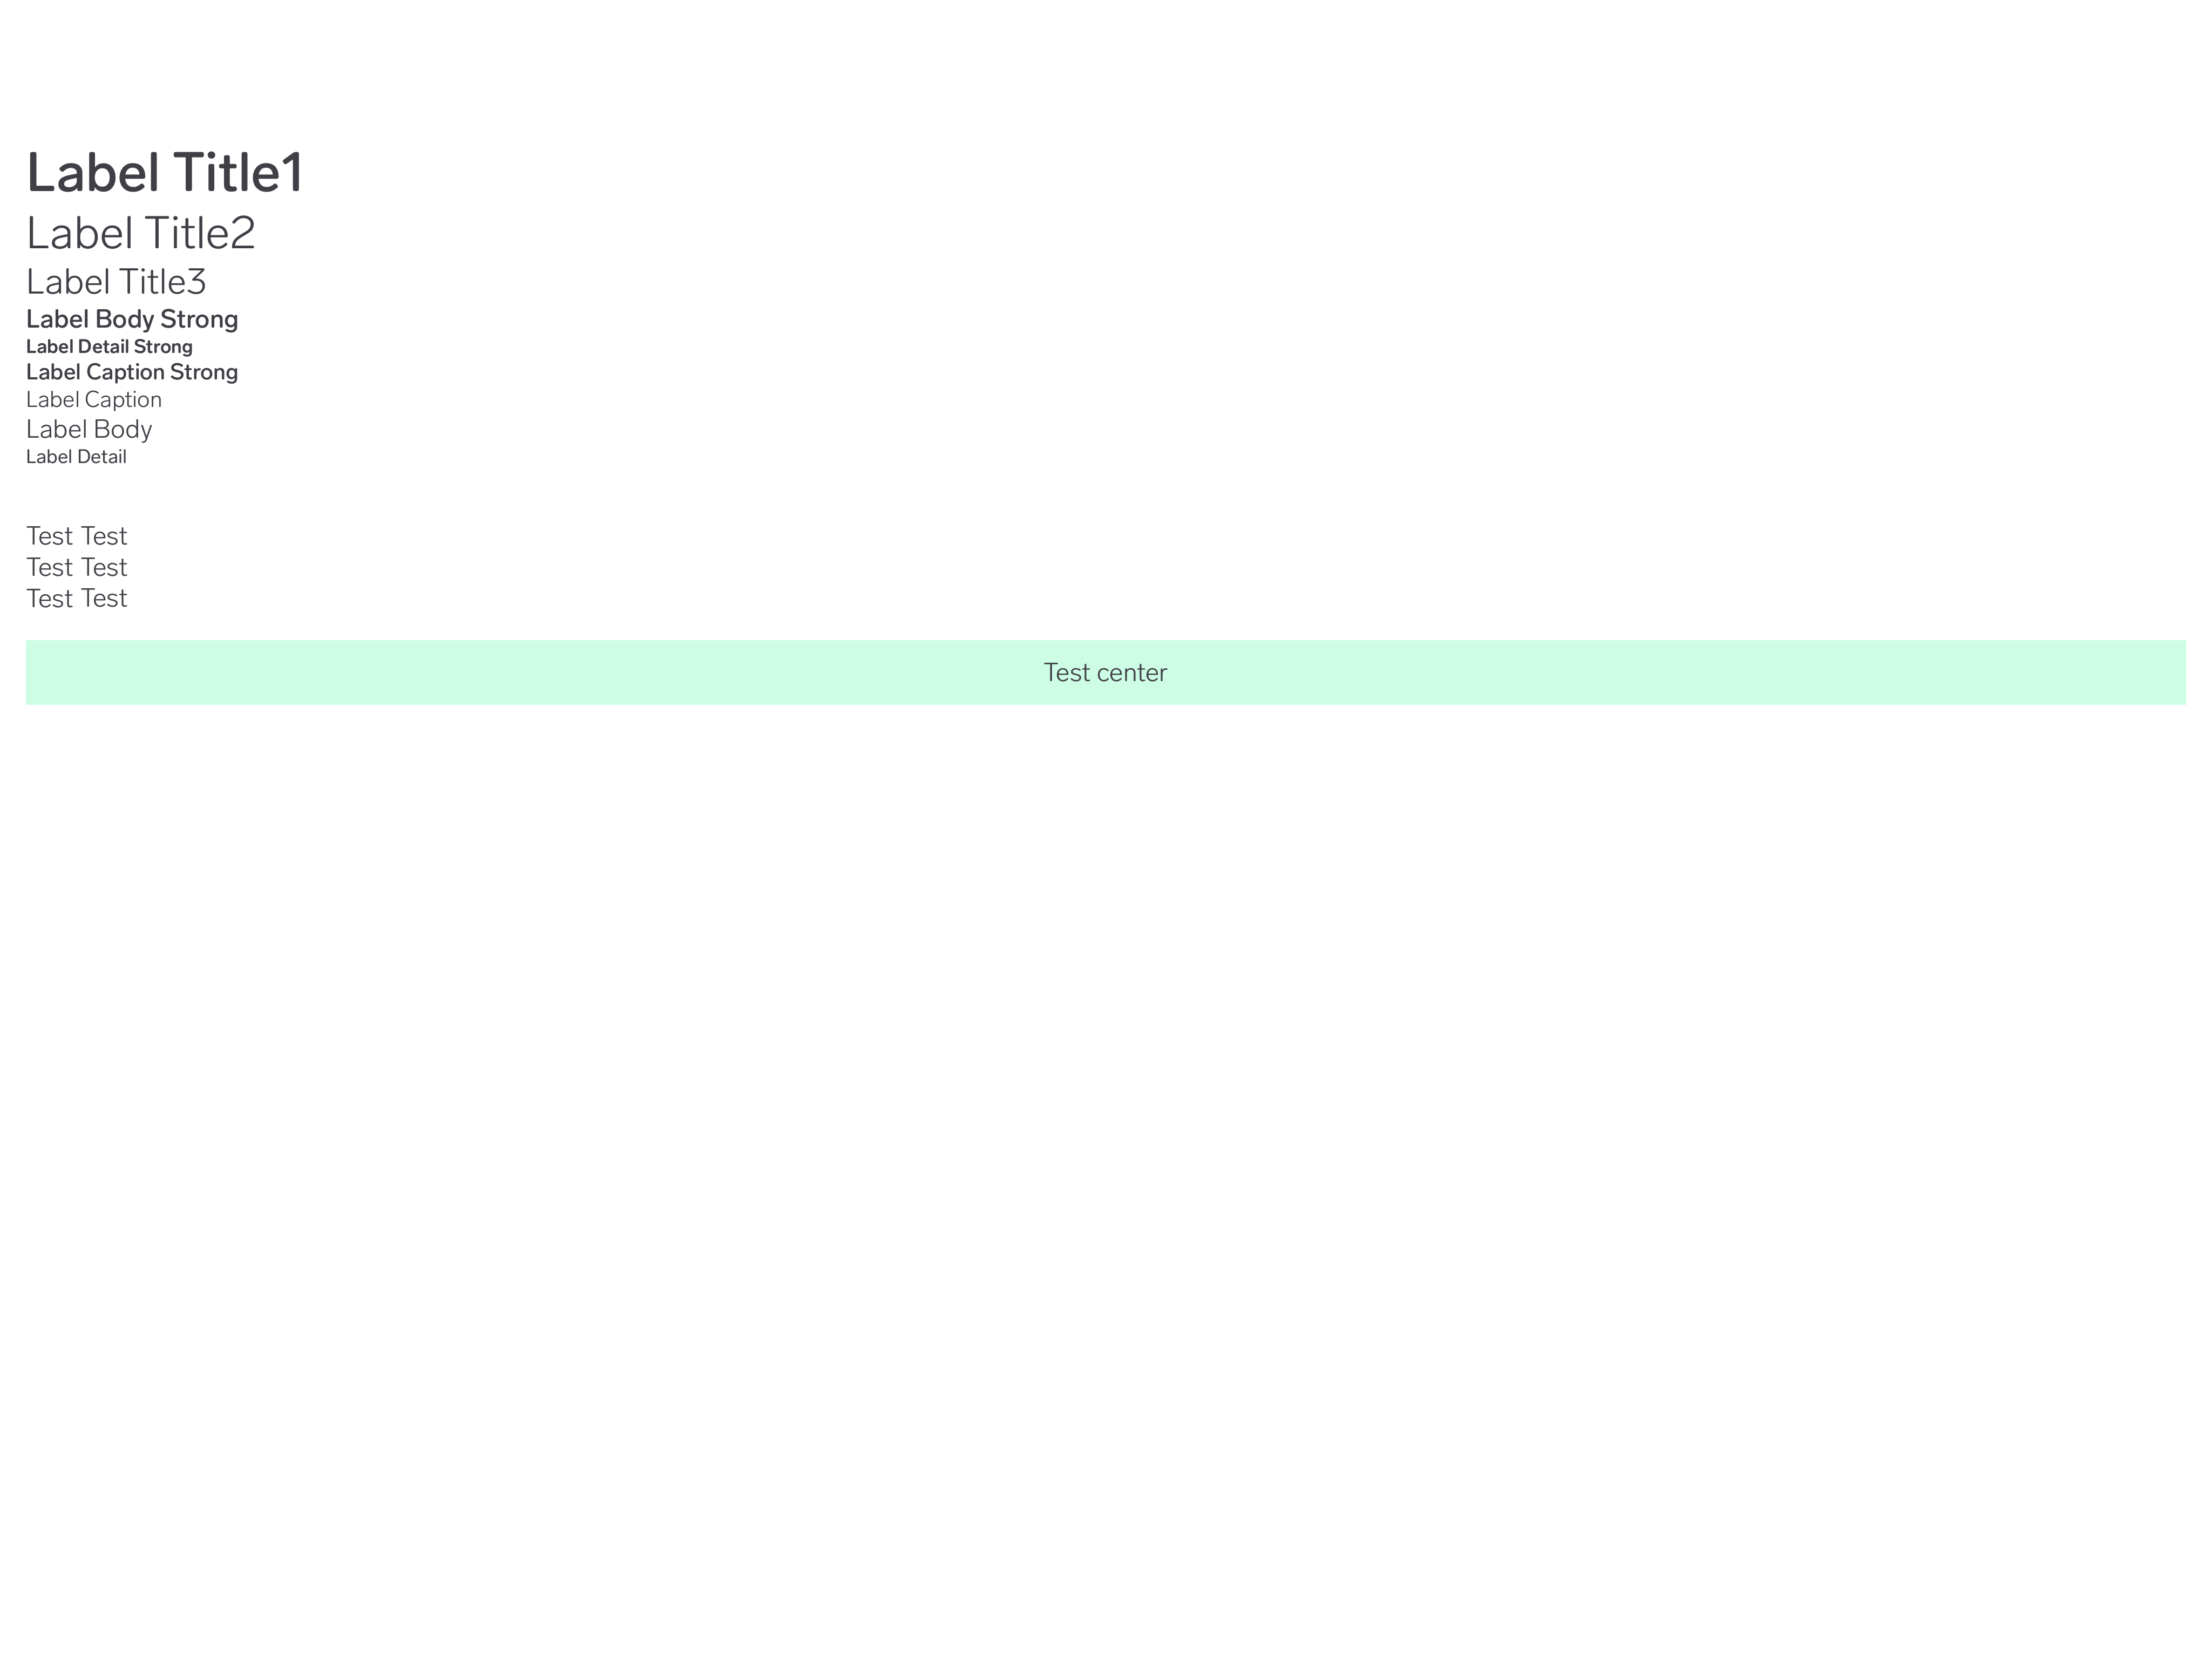 Label Title1
Label Title2
Label Title3
Label Body Strong
Label Detail Strong
Label Caption Strong
Label Caption
Label Body
Label Detail
Test Test
Test Test
Test Test
Test center